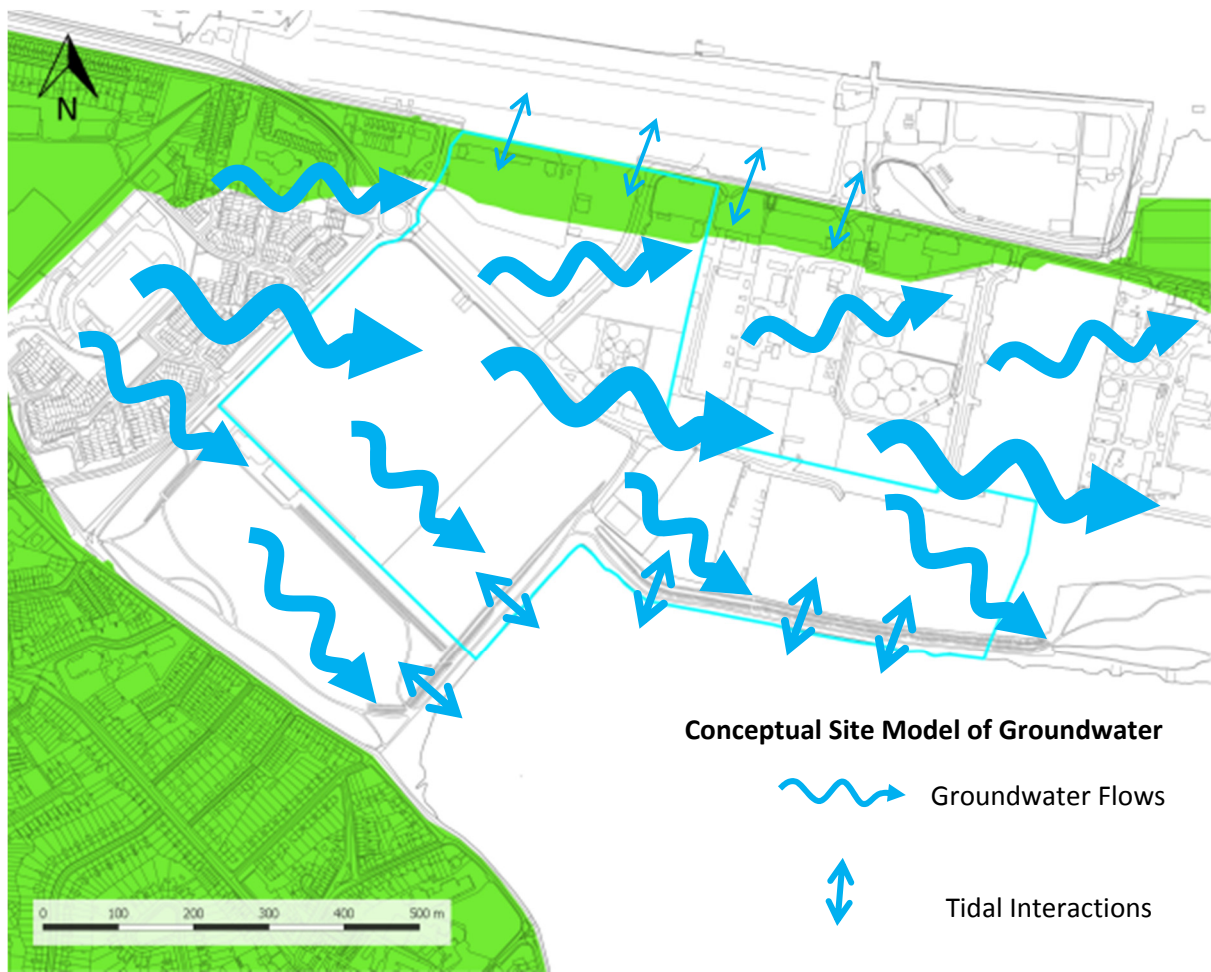 N
Conceptual Site Model of Groundwater
Groundwater Flows
Tidal Interactions
0 100 200 300 400 500 m